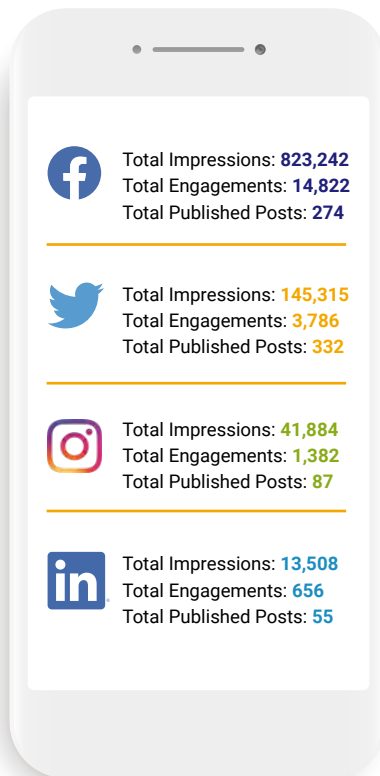 Total Impressions: 823,242
Total Engagements: 14,822
Total Published Posts: 274
Total Impressions: 145,315
Total Engagements: 3,786
Total Published Posts: 332
Total Impressions: 41,884
Total Engagements: 1,382
Total Published Posts: 87
in
Total Impressions: 13,508
Total Engagements: 656
Total Published Posts: 55